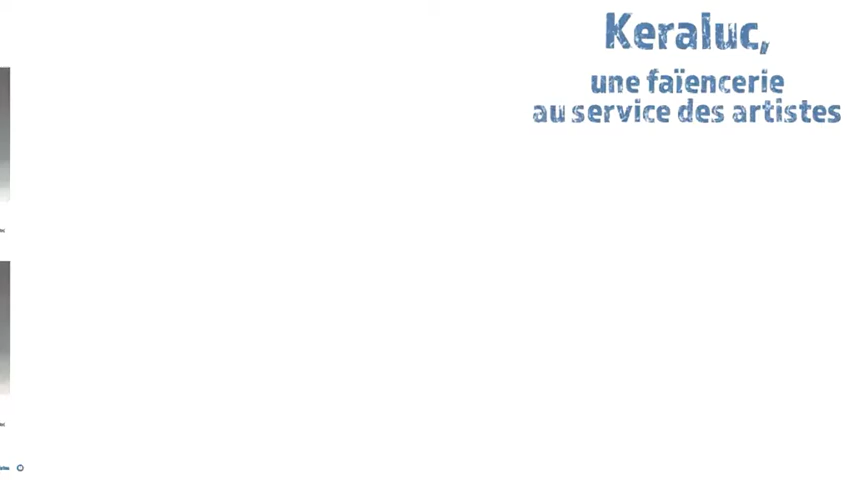 Keraluc,
une faïencerie
au service des artistes